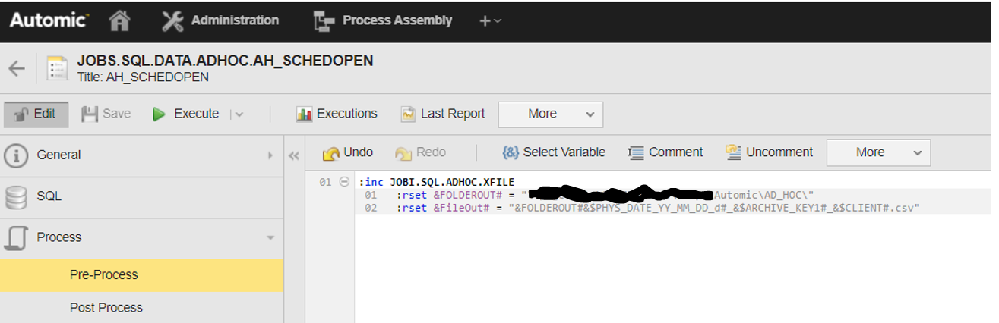 Automic™ Administration Process Assembly +
JOBS.SQL.DATA.ADHOC.AH_SCHEDOPEN
Title: AH_SCHEDOPEN
Edit Save Execute Executions Last Report More
General Undo Redo {&} Select Variable Comment Uncomment More
SQL
Process
Pre-Process
Post Process
01 :inc JOBI.SQL.ADHOC.XFILE
01 :rset &FOLDEROUT# = " Automic\AD_HOC\"
02 :rset &FileOut# = "&FOLDEROUT#&$PHYS_DATE_YY_MM_DD_d#_&$ARCHIVE_KEY1#_&$CLIENT#.csv"